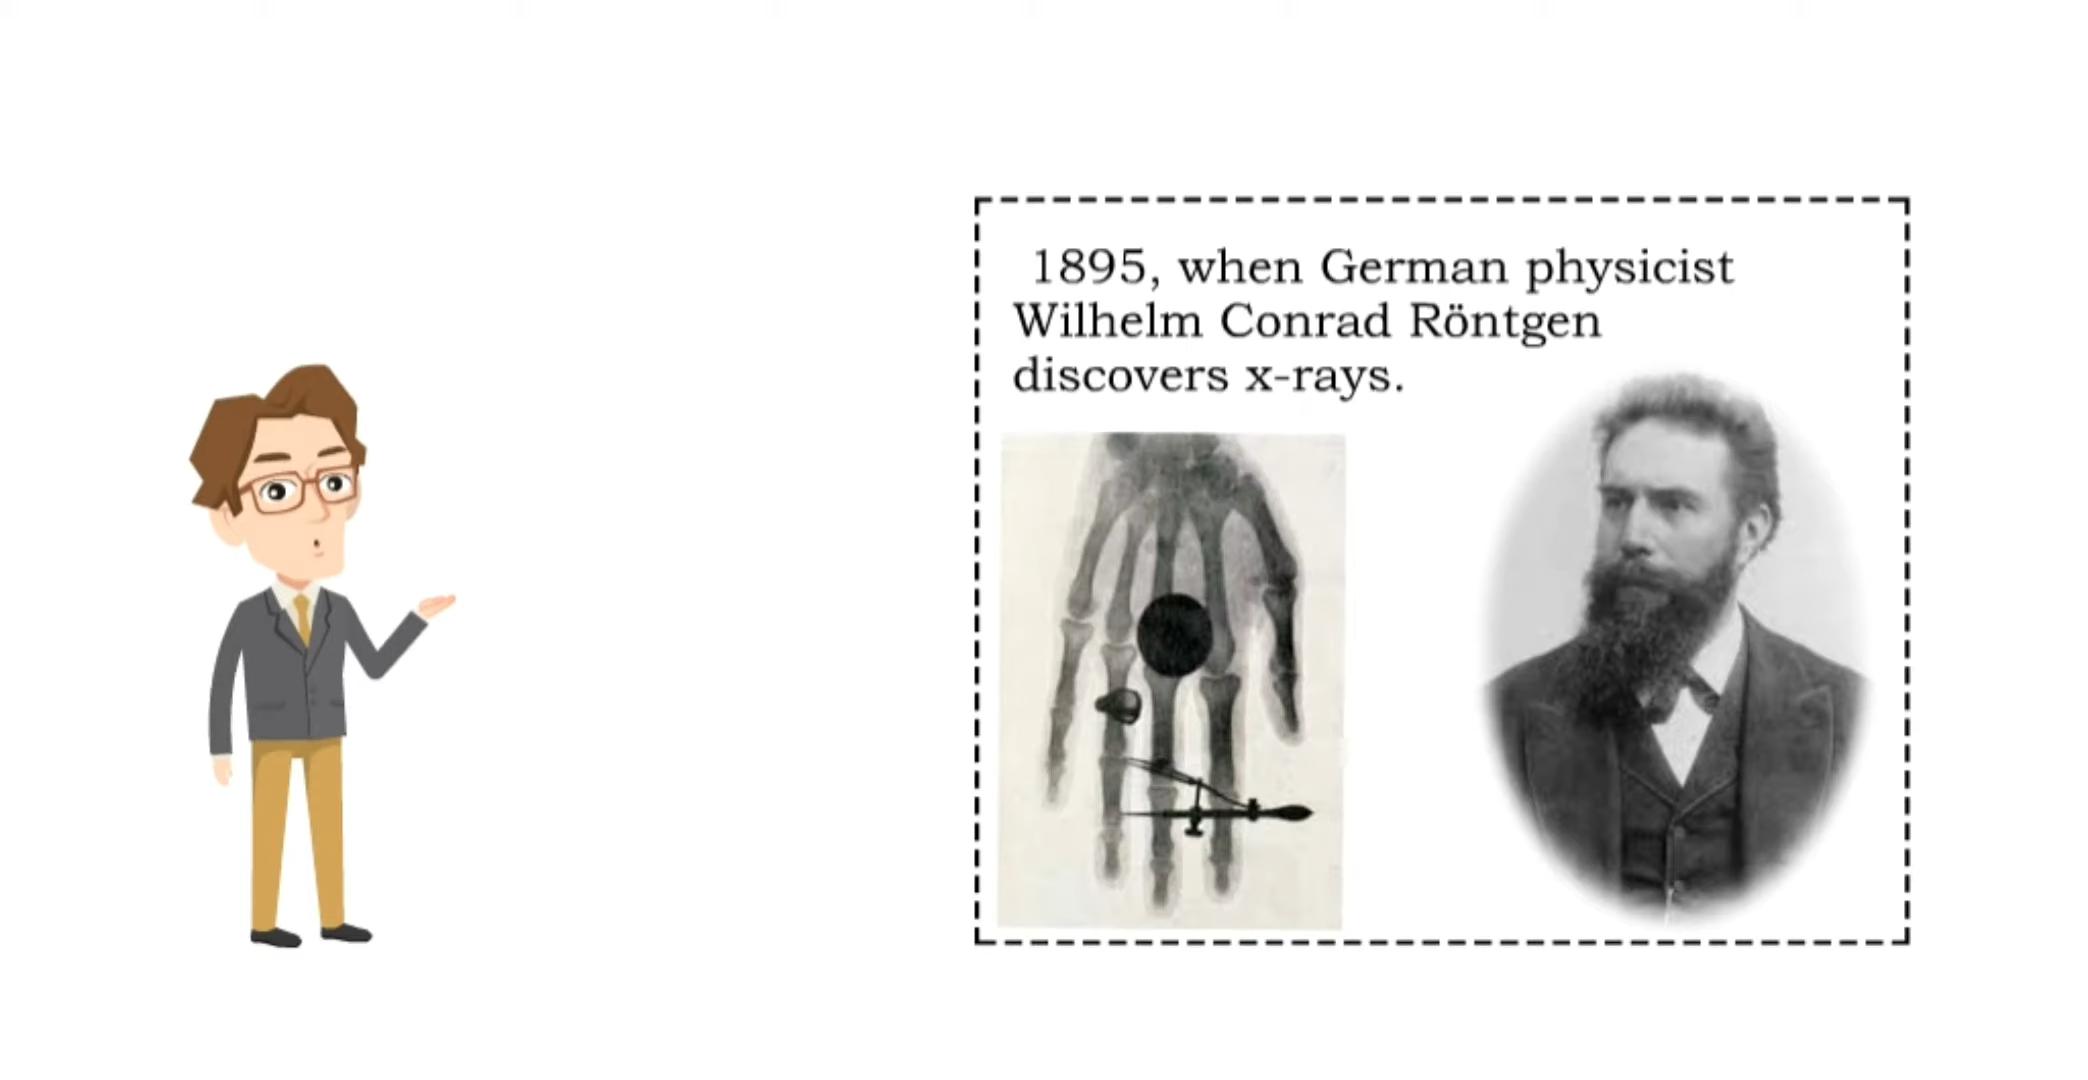 1895, when German physicist
Wilhelm Conrad Röntgen
discovers x-rays.